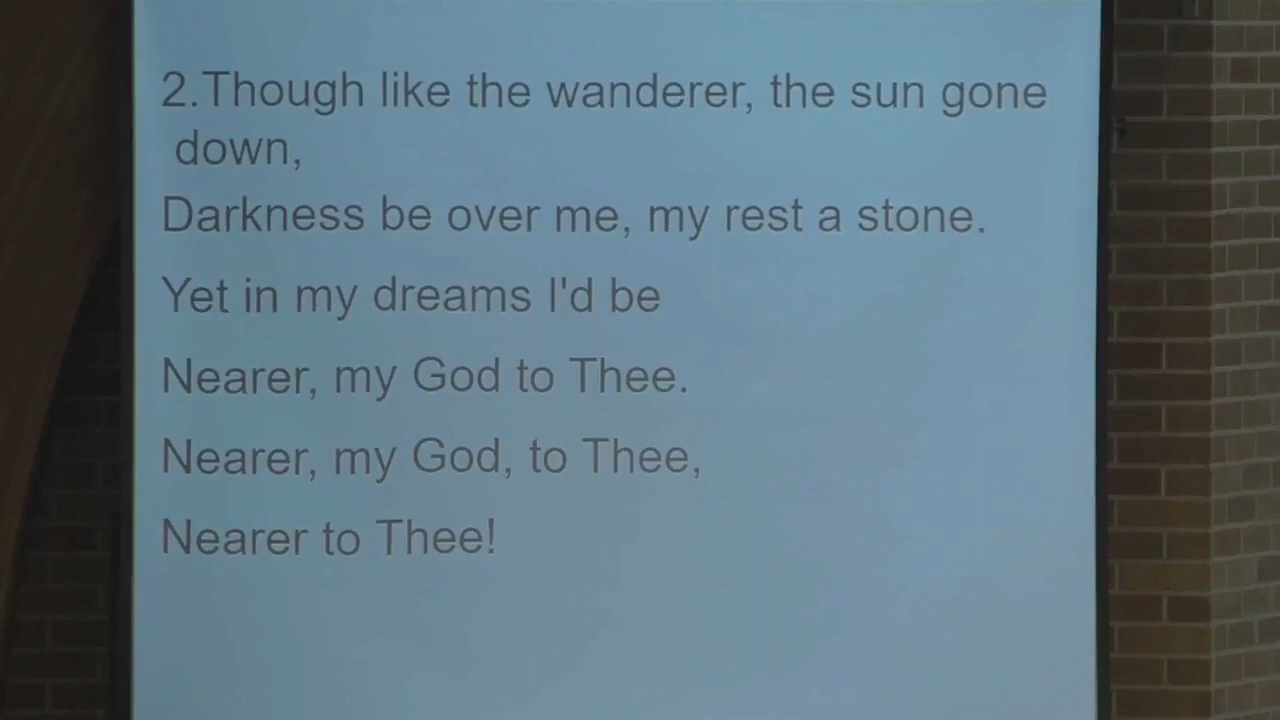 2.Though like the wanderer, the sun gone
down,
Darkness be over me, my rest a stone.
Yet in my dreams I'd be
Nearer, my God to Thee.
Nearer, my God, to Thee,
Nearer to Thee!